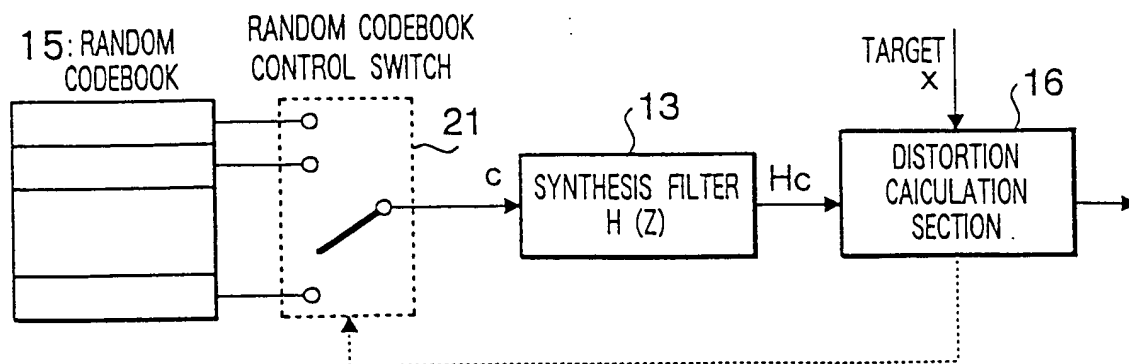 15: RANDOM
CODEBOOK
RANDOM CODEBOOK
CONTROL SWITCH
21
c
13
SYNTHESIS FILTER
H (Z)
Hc
TARGET
x
16
DISTORTION
CAICULATION
SECTION